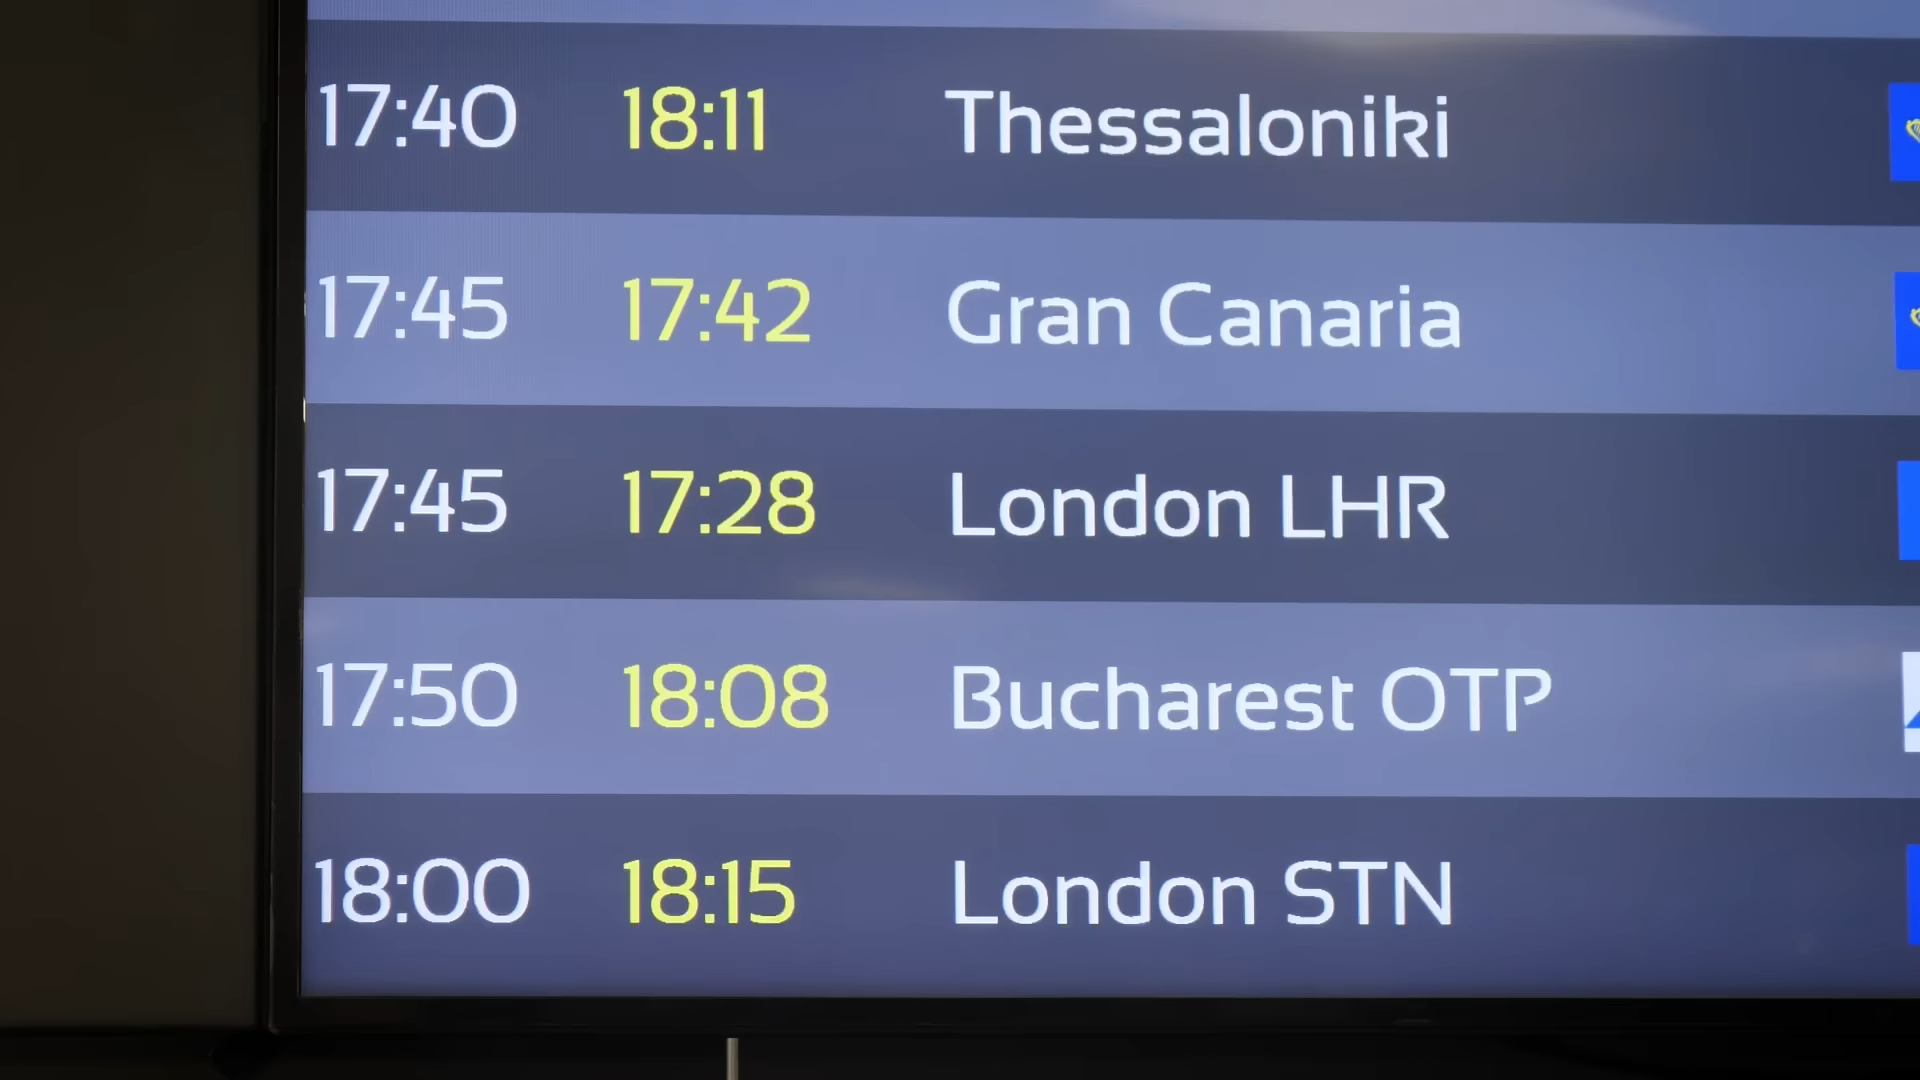 17:40 18:11 Thessaloniki
17:45 17:42 Gran Canaria
17:45 17:28 London LHR
17:50 18:08 Bucharest OTP
18:00 18:15 London STN